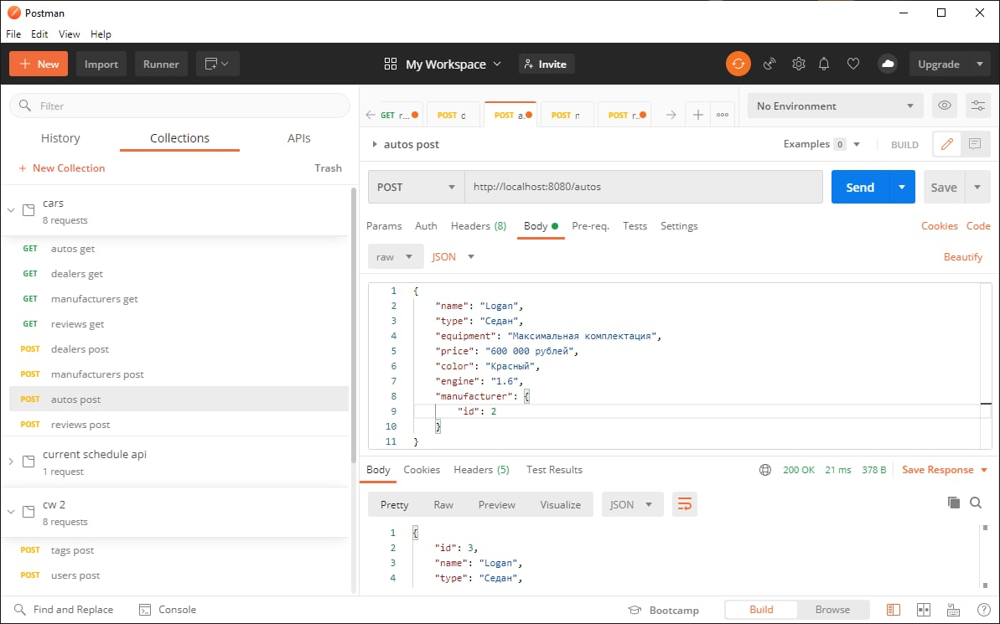 Postman
File Edit View Help
New Import Runner My Workspace Invite Upgrade
Filter
History Collections APIs
New Collection Trash
cars
8 requests
GET autos get
GET dealers get
GET manufacturers get
GET reviews get
POST dealers post
POST manufacturers post
POST autos post
POST reviews post
current schedule api
1 request
cw 2
8 requests
POST tags post
POST users post
GET r... POST POST a. POST POST r.. No Environment
autos post Examples 0 BUILD
POST http://localhost:8080/autos Send Save
Params Auth Headers (8) Body Pre-req. Tests Settings Cookies Code
raw JSON Beautify
1 {
2 "name": "Logan",
3 "type": "Седан",
4 "equipment": "Максимальная комплектация",
5 "price": "600 000 рублей",
6 "color": "Красный",
7 "engine": "1.6",
8 "manufacturer": {
9 "id": 2
10 }
11 }
Body Cookies Headers (5) Test Results 200 OK 21 ms 378 B Save Response
Pretty Raw Preview Visualize JSON
1 {
2 "id": 3,
3 "name": "Logan",
4 "type": "Седан",
Find and Replace Console Bootcamp Build Browse